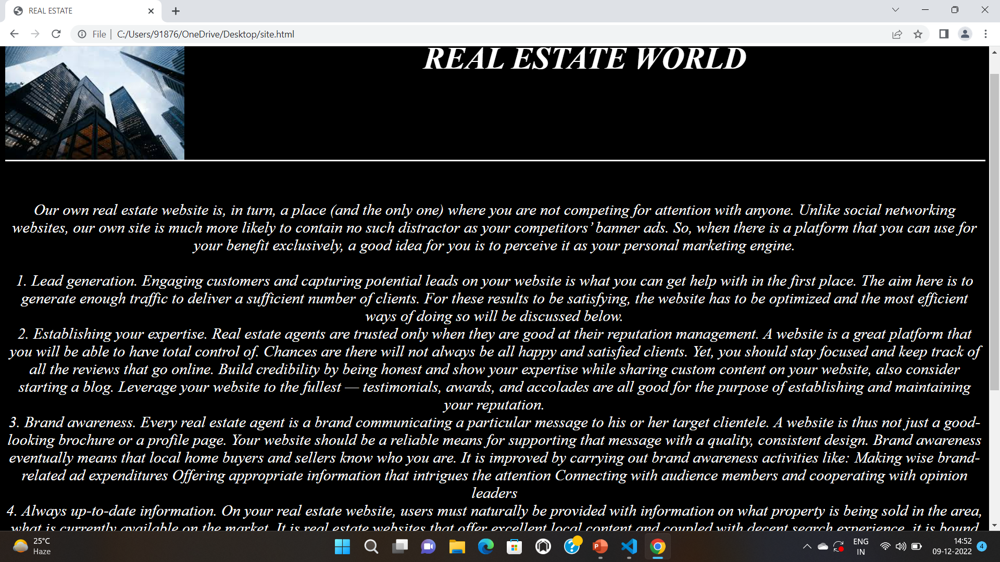 REAL ESTATE
File
C:/Users/91876/OneDrive/Desktop/site.html
REAL ESTATE WORLD
Our own real estate website is, in turn, a place (and the only one) where you are not competing for attention with anyone. Unlike social networking
websites, our own site is much more likely to contain no such distractor as your competitors’ banner ads. So, when there is a platform that you can use for
your benefit exclusively, a good idea for you is to perceive it as your personal marketing engine.
1. Lead generation. Engaging customers and capturing potential leads on your website is what you can get help with in the first place. The aim here is to
generate enough traffic to deliver a sufficient number of clients. For these results to be satisfying, the website has to be optimized and the most efficient
ways of doing so will be discussed below.
2. Establishing your expertise. Real estate agents are trusted only when they are good at their reputation management. A website is a great platform that
you will be able to have total control of. Chances are there will not always be all happy and satisfied clients. Yet, you should stay focused and keep track of
all the reviews that go online. Build credibility by being honest and show your expertise while sharing custom content on your website, also consider
starting a blog. Leverage your website to the fullest — testimonials, awards, and accolades are all good for the purpose of establishing and maintaining
your reputation.
3. Brand awareness. Every real estate agent is a brand communicating a particular message to his or her target clientele. A website is thus not just a good-
looking brochure or a profile page. Your website should be a reliable means for supporting that message with a quality, consistent design. Brand awareness
eventually means that local home buyers and sellers know who you are. It is improved by carrying out brand awareness activities like: Making wise brand-
related ad expenditures Offering appropriate information that intrigues the attention Connecting with audience members and cooperating with opinion
leaders
4. Always up-to-date information. On your real estate website, users must naturally be provided with information on what property is being sold in the area,
what is currently available on the market. It is real estate websites that offer excellent local content and coupled with decent search experience, it is bound
25°C
Haze
ENG
IN
14:52
09-12-2022
4